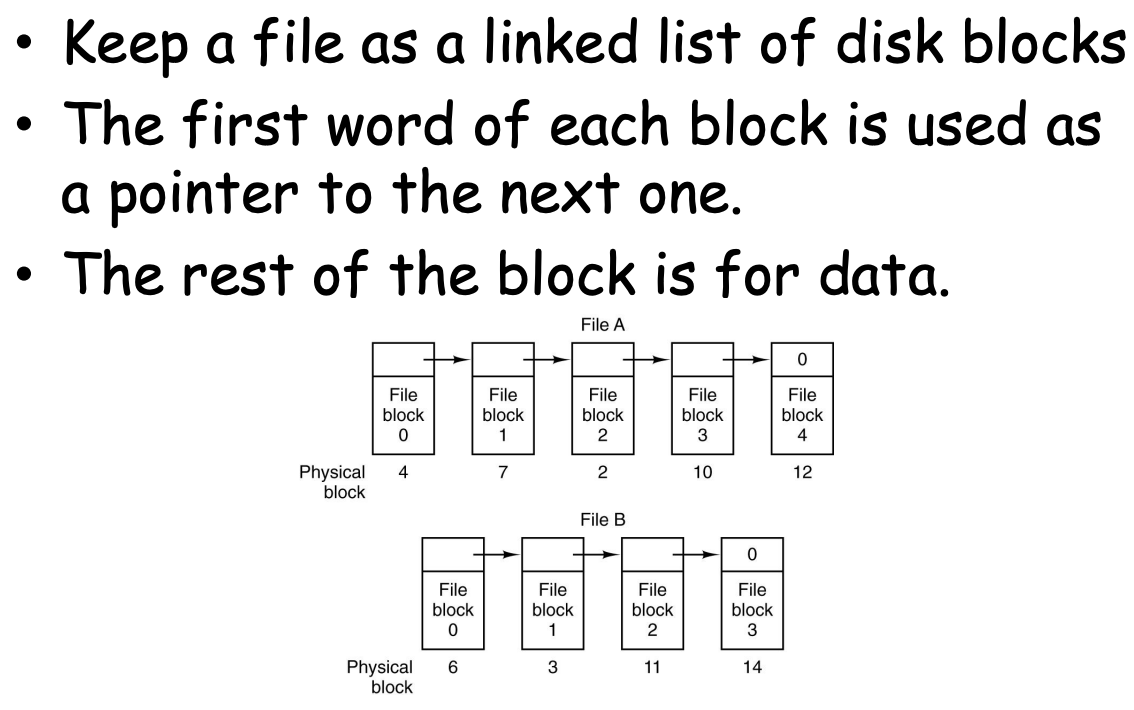 • Keep a file as a linked list of disk blocks
• The first word of each block is used as
a pointer to the next one.
• The rest of the block is for data.
File A
0
File File File File File
block block block block block
0 1 2 3 4
Physical 4 7 2 10 12
block
File B
0
File File File File
block block block block
0 1 2 3
Physical 6 3 11 14
block